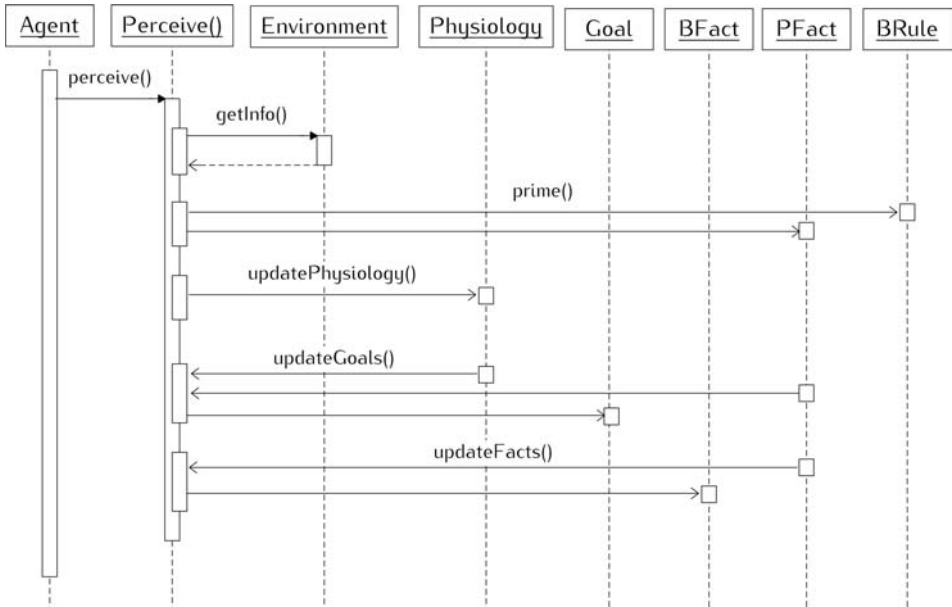 Agent
Perceive()
Environment
Physiology
Goal
BFact
PFact
BRule
perceive()
getInfo()
prime()
updatePhysiology()
updateGoals()
updateFacts()